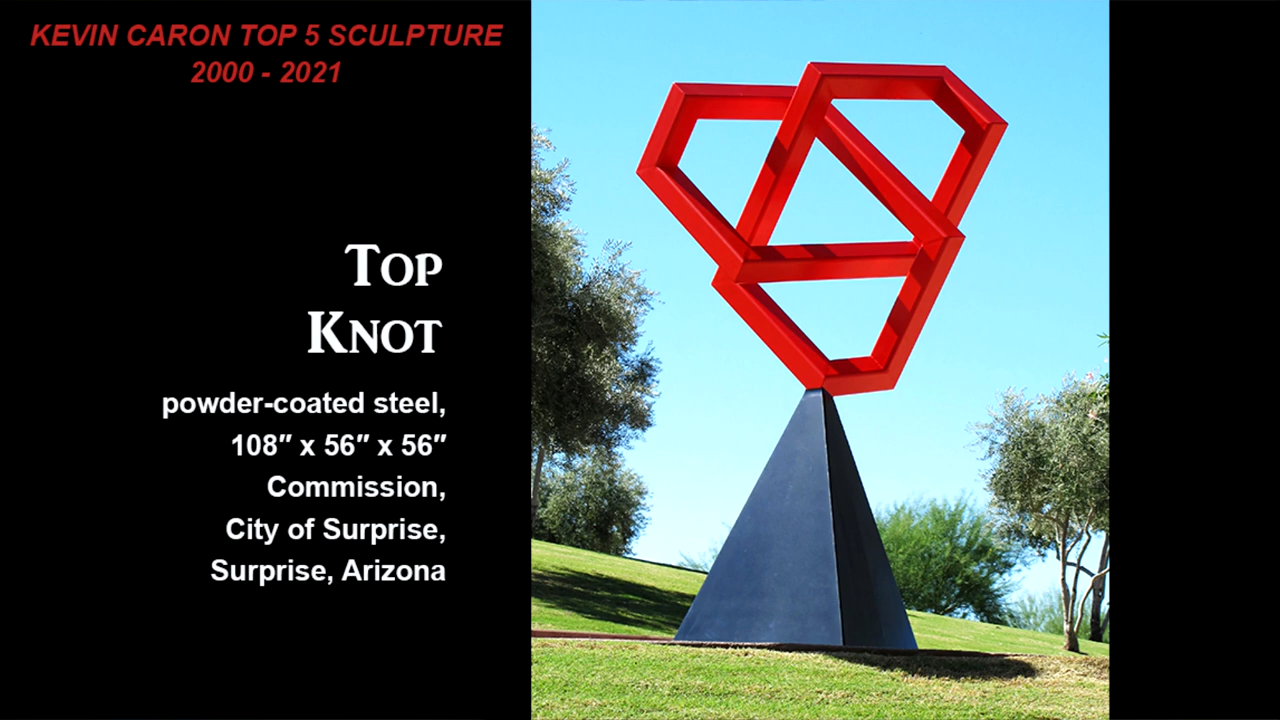 KEVIN CARON TOP 5 SCULPTURE
2000 - 2021
Top
Knot
powder-coated steel,
108″ x 56″ x 56″
Commission,
City of Surprise,
Surprise, Arizona